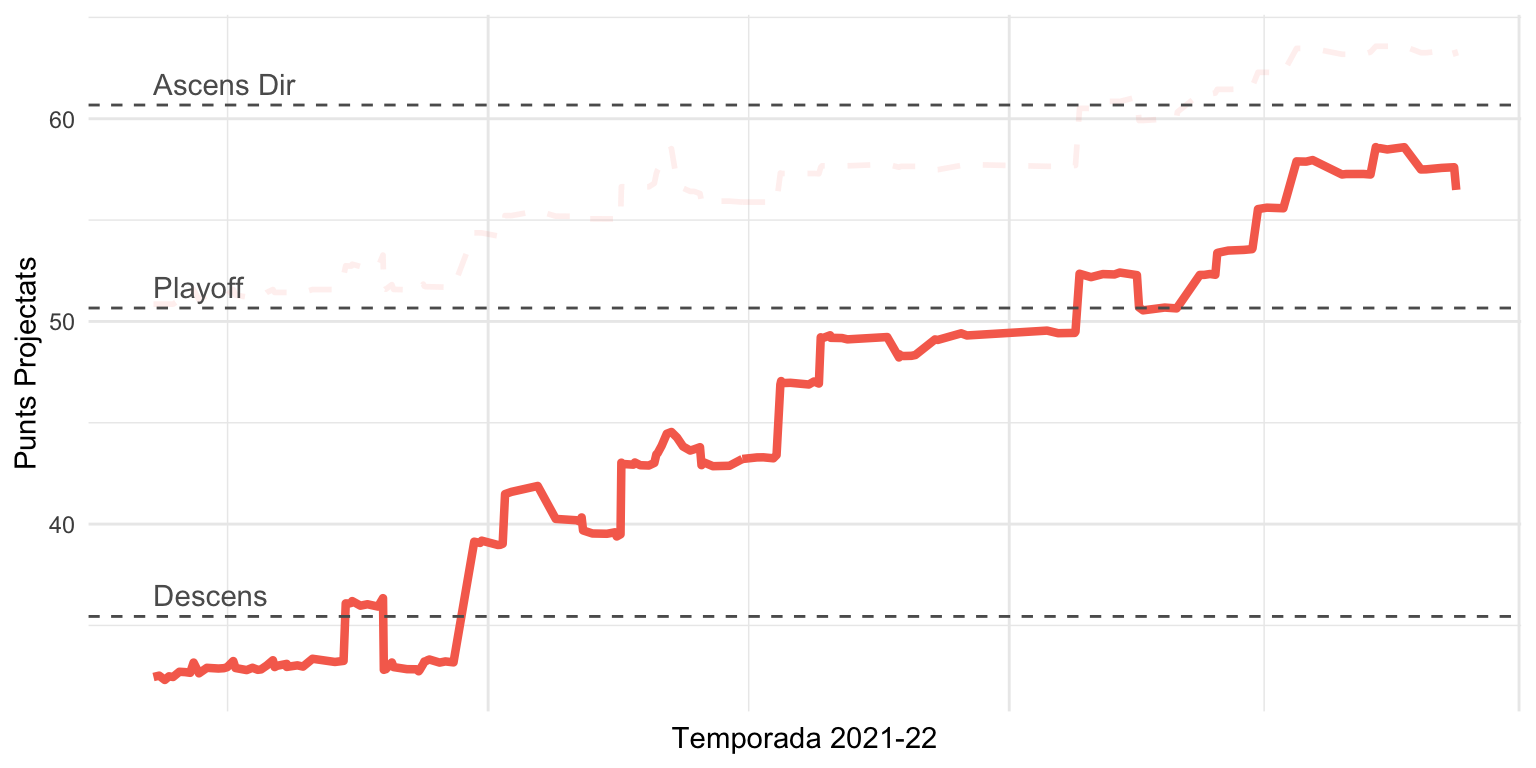 Ascens Dir
60
Playoff
50
Punts Projectats
40
Descens
Temporada 2021-22